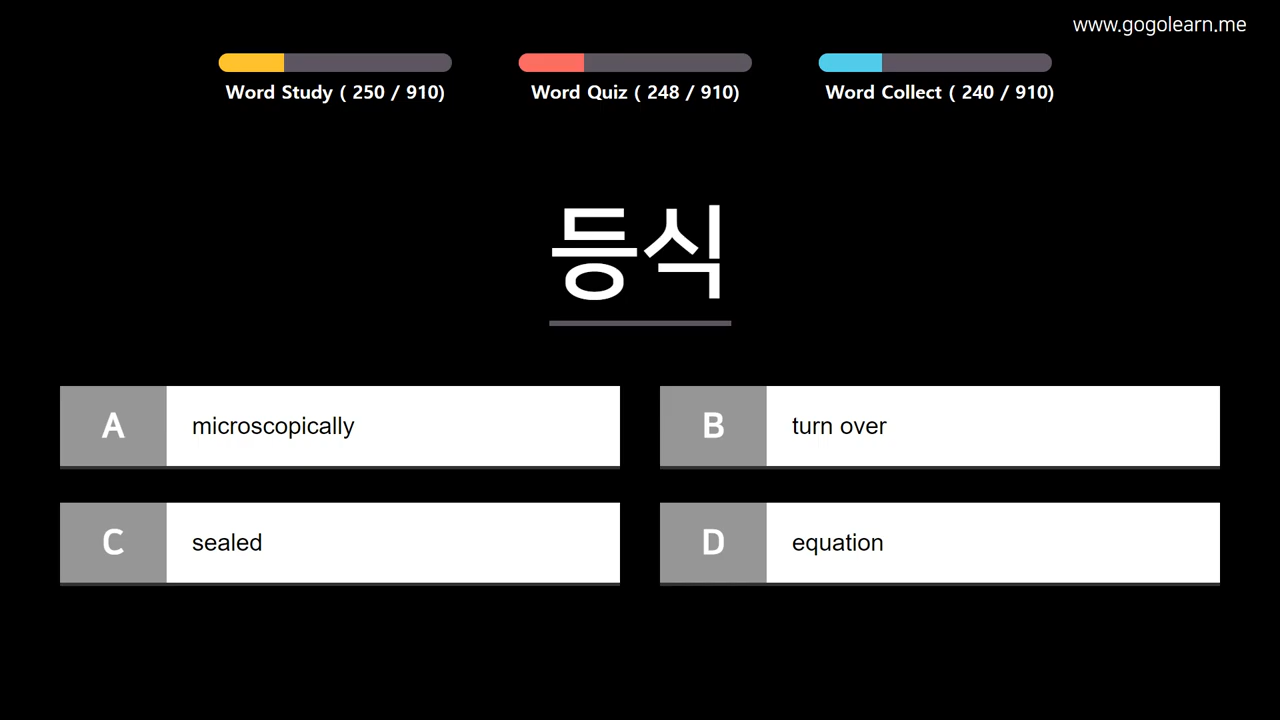 www.gogolearn.me
Word Study ( 250 / 910)
Word Quiz ( 248 / 910)
Word Collect ( 240 / 910)
등식
A microscopically
B turn over
C sealed
D equation